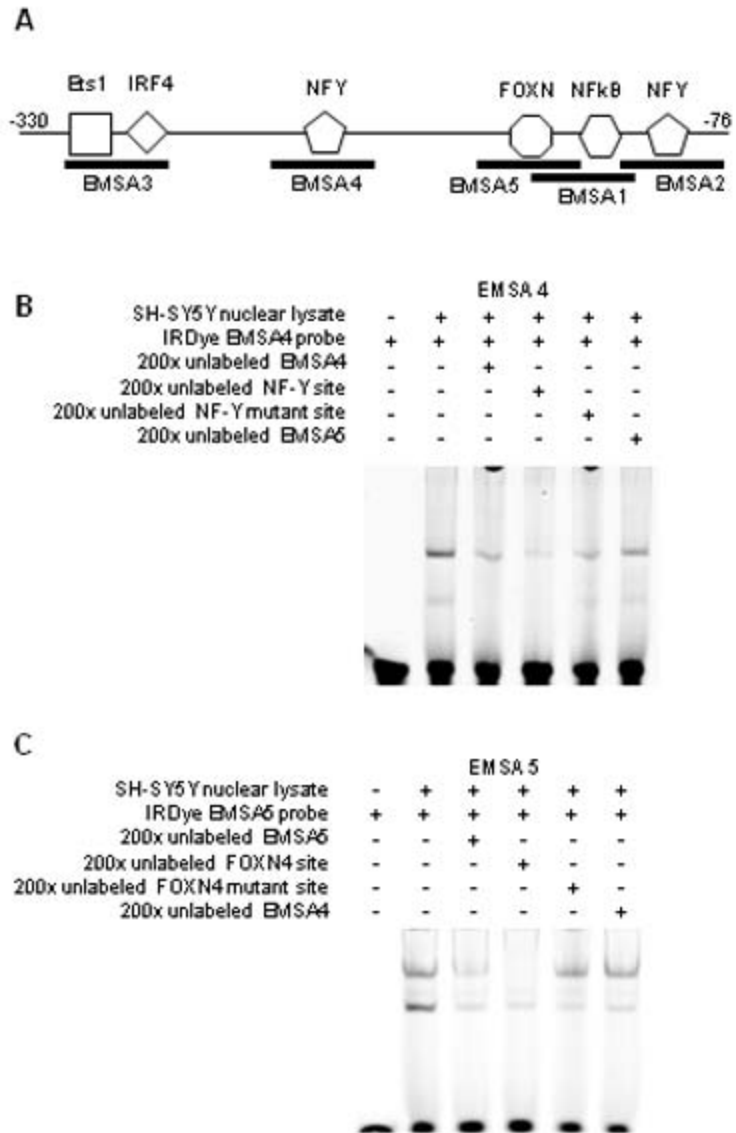 A
Ets1 IRF4 NFY FOXN NFkB NFY
-330 -76
EMSA3 EMSA4 EMSA5 EMSA1 EMSA2
B
EMSA 4
SH-SY5Y nuclear lysate - + + + + +
IRDye EMSA4 probe + + + + + +
200x unlabeled EMSA4 - - + - - -
200x unlabeled NF-Y site - - - + - -
200x unlabeled NF-Y mutant site - - - - + -
200x unlabeled EMSA5 - - - - - +
C
EMSA 5
SH-SY5Y nuclear lysate - + + + + +
IRDye EMSA5 probe + + + + + +
200x unlabeled EMSA5 - - + - - -
200x unlabeled FOXN4 site - - - + - -
200x unlabeled FOXN4 mutant site - - - - + -
200x unlabeled EMSA4 - - - - - +